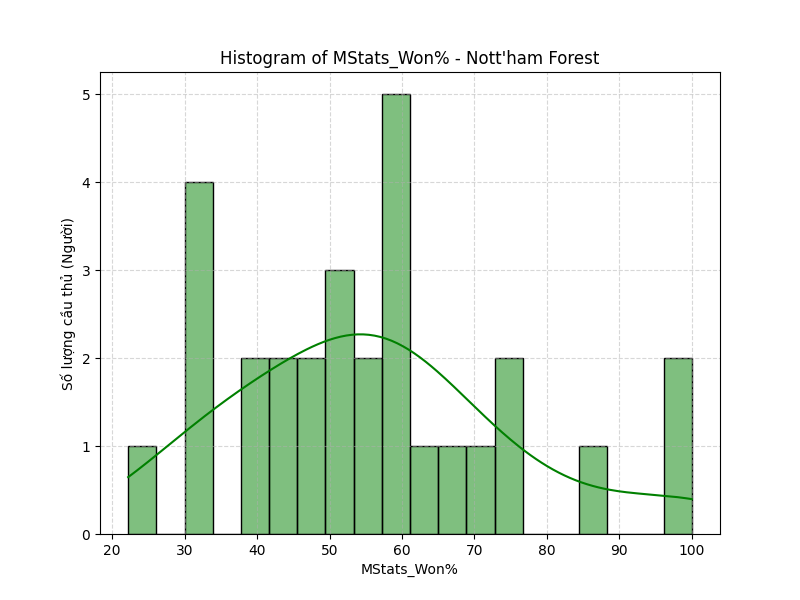 Histogram of MStats_Won% - Nott'ham Forest
5
4
3
2
1
0
Số lượng cầu thủ (Người)
20 30 40 50 60 70 80 90 100
MStats_Won%